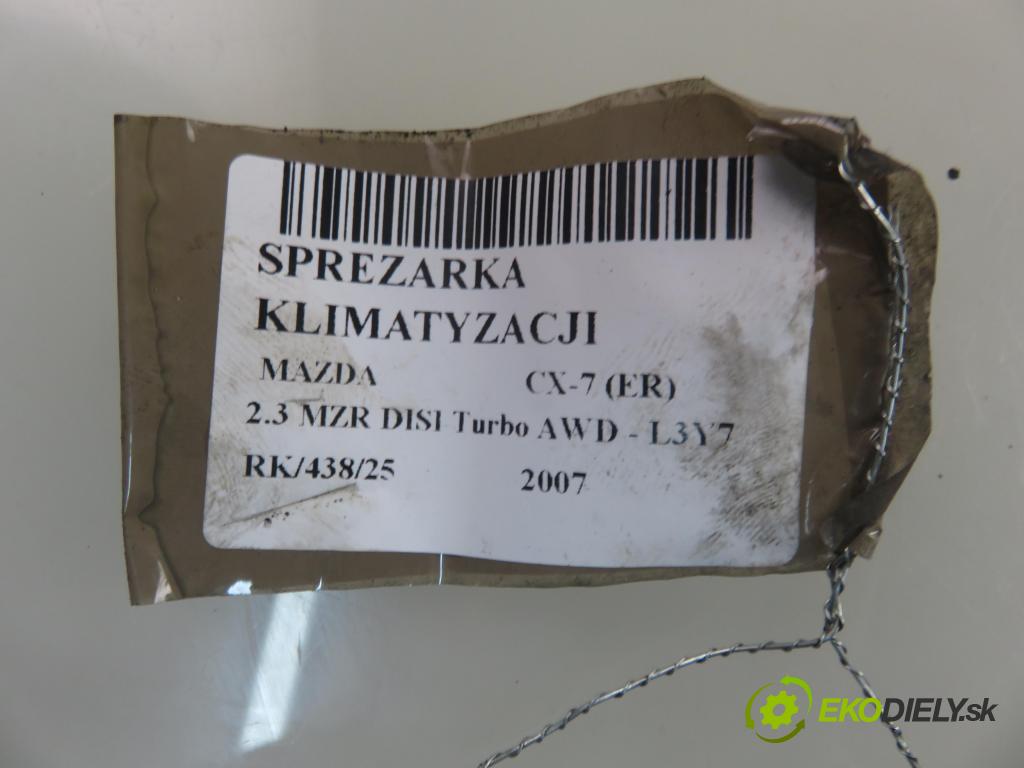 SPREZARKA
KLIMATYZACJI
MAZDA CX-7 (ER)
2.3 MZR DISI Turbo AWD - L3Y7
RK/438/25 2007
EKODIELY.sk